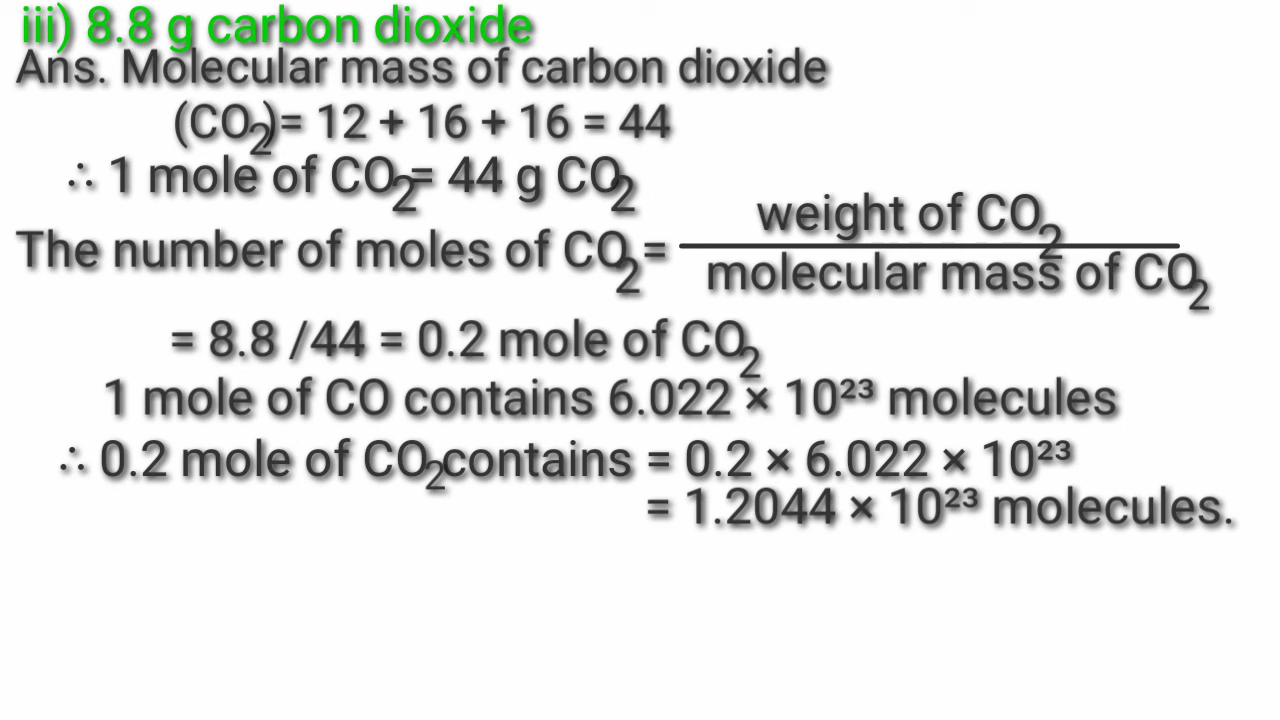 iii) 8.8 g carbon dioxide
Ans. Molecular mass of carbon dioxide
(CO₂)= 12 + 16 + 16 = 44
∴ 1 mole of CO₂= 44 g CO₂
weight of CO₂
The number of moles of CO₂ =
molecular mass of CO₂
= 8.8 /44 = 0.2 mole of CO₂
1 mole of CO contains 6.022 × 10²³ molecules
∴ 0.2 mole of CO₂contains = 0.2 × 6.022 × 10²³
= 1.2044 × 10²³ molecules.